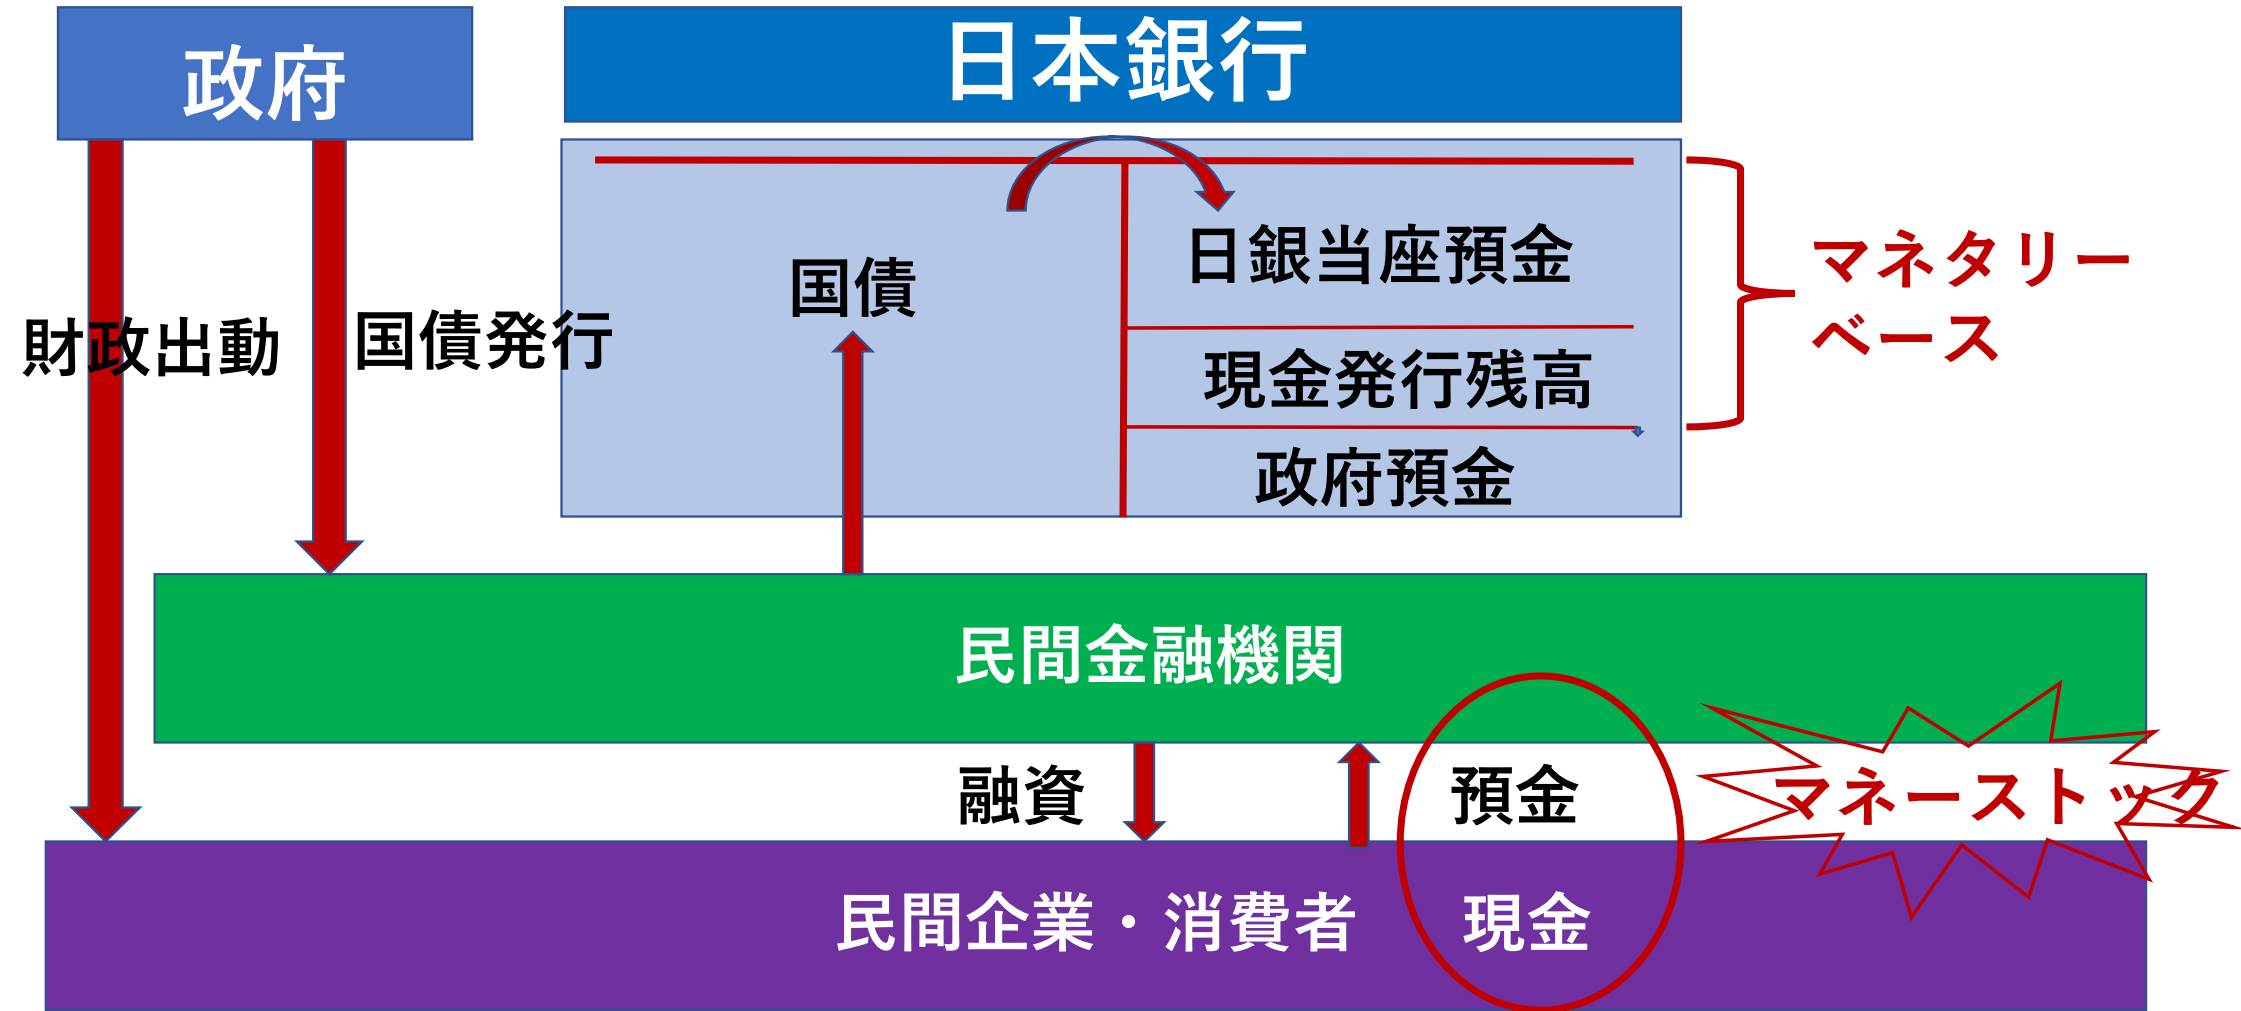 政府
日本銀行
国債
日銀当座預金
現金発行残高
政府預金
マネタリー
ベース
財政出動
国債発行
民間金融機関
融資
預金
マネーストック
民間企業・消費者
現金